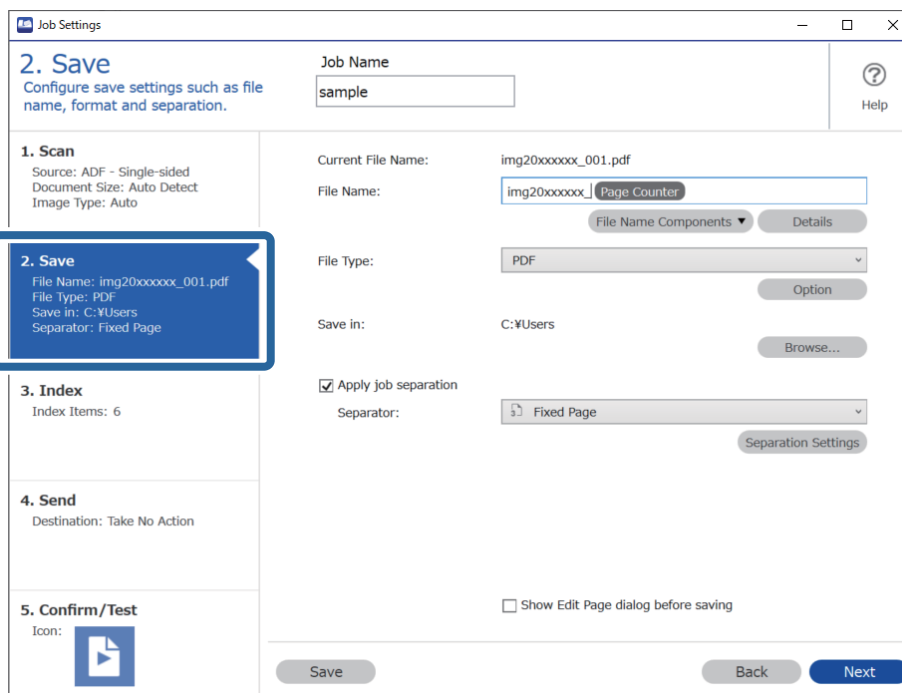 Job Settings
2. Save
Configure save settings such as file
name, format and separation.
Job Name
sample
Help
1. Scan
Source: ADF - Single-sided
Document Size: Auto Detect
Image Type: Auto
2. Save
File Name: img20xxxxxx_001.pdf
File Type: PDF
Save in: C:¥Users
Separator: Fixed Page
3. Index
Index Items: 6
4. Send
Destination: Take No Action
5. Confirm/Test
Icon:
Current File Name: img20xxxxxx_001.pdf
File Name: img20xxxxxx_ Page Counter
File Name Components ▼ Details
File Type: PDF
Option
Save in: C:¥Users
Browse...
Apply job separation
Separator: Fixed Page
Separation Settings
Show Edit Page dialog before saving
Save Back Next